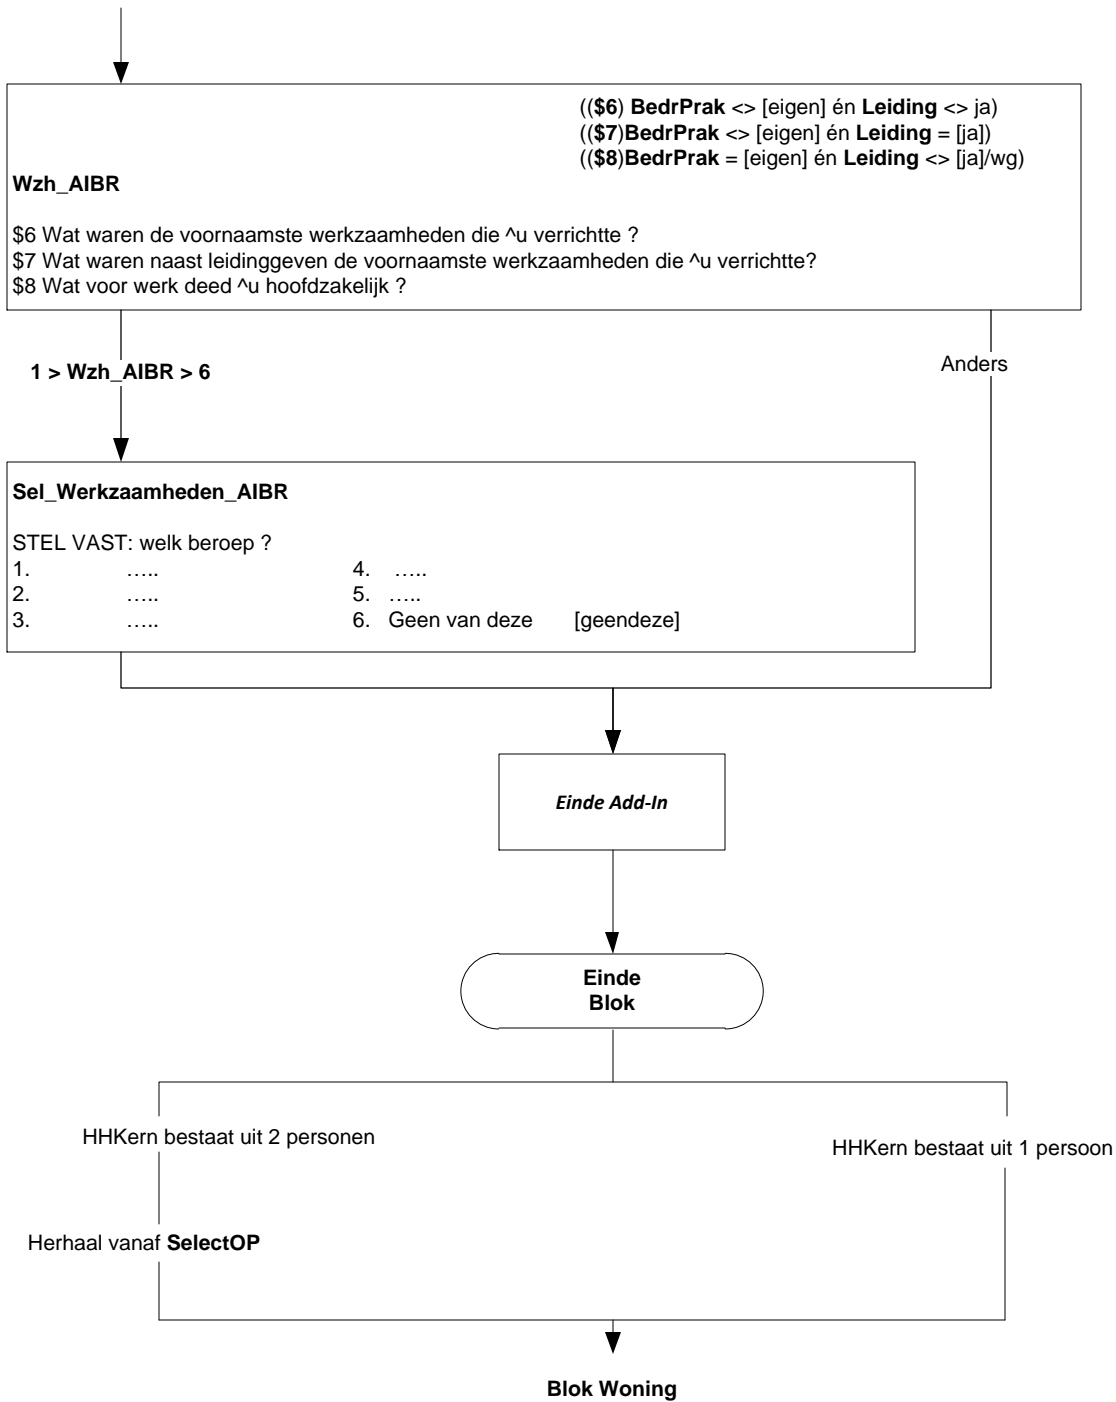 (($6) BedrPrak <> [eigen] én Leiding <> ja)
(($7)BedrPrak <> [eigen] én Leiding = [ja])
(($8)BedrPrak = [eigen] én Leiding <> [ja]/wg)
Wzh_AIBR
$6 Wat waren de voornaamste werkzaamheden die ^u verrichtte ?
$7 Wat waren naast leidinggeven de voornaamste werkzaamheden die ^u verrichtte?
$8 Wat voor werk deed ^u hoofdzakelijk ?
1 > Wzh_AIBR > 6
Anders
Sel_Werkzaamheden_AIBR
STEL VAST: welk beroep ?
1. ….. 4. …..
2. ….. 5. …..
3. ….. 6. Geen van deze [geendeze]
Einde Add-In
Einde
Blok
HHKern bestaat uit 2 personen
HHKern bestaat uit 1 persoon
Herhaal vanaf SelectOP
Blok Woning